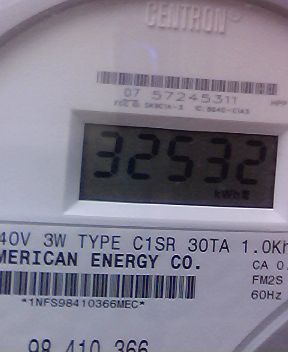 CENTRON
07 57245311
32532
kWh
40V 3W TYPE C1SR 30TA 1.0Kh
MERICAN ENERGY CO.
CA 0.
FM2S
*1NFS98410366MEC*
60Hz
98 410 366